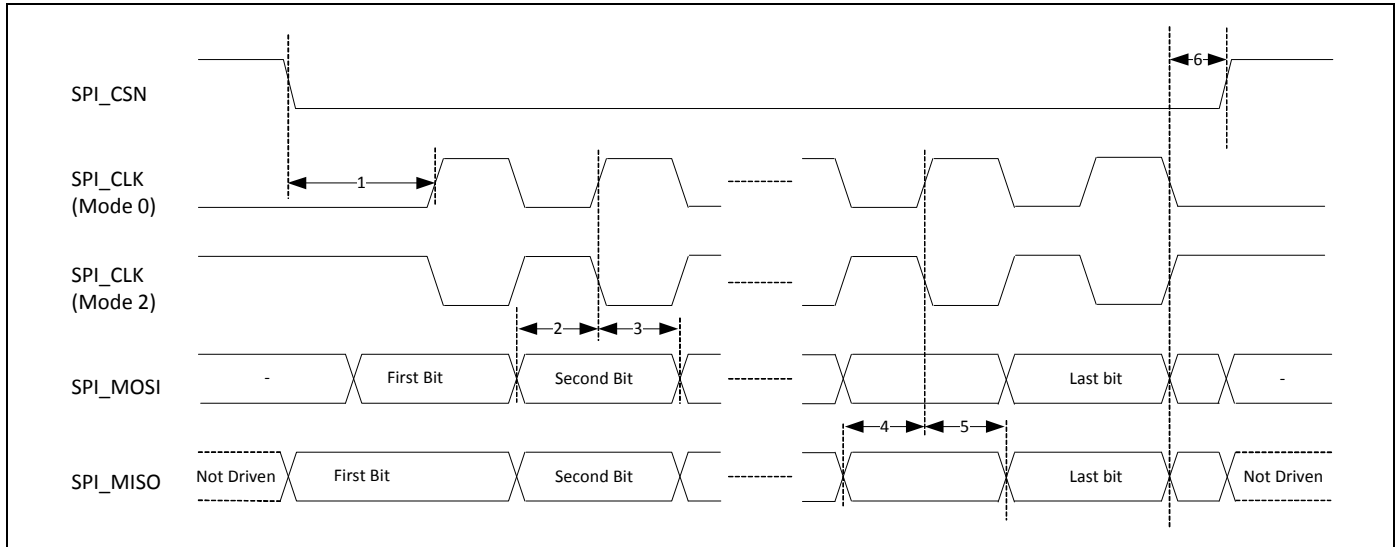 6
SPI_CSN
SPI_CLK
(Mode 0)
1
SPI_CLK
(Mode 2)
2 3
SPI_MOSI - First Bit Second Bit Last bit -
4 5
SPI_MISO Not Driven First Bit Second Bit Last bit Not Driven